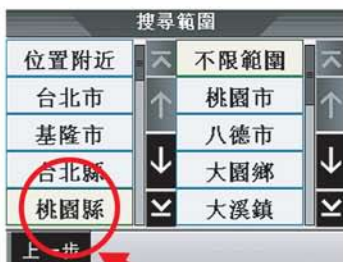 搜尋範圍
位置附近
不限範圍
台北市
桃園市
基隆市
八德市
台北縣
大園鄉
桃園縣
大溪鎮
上一步